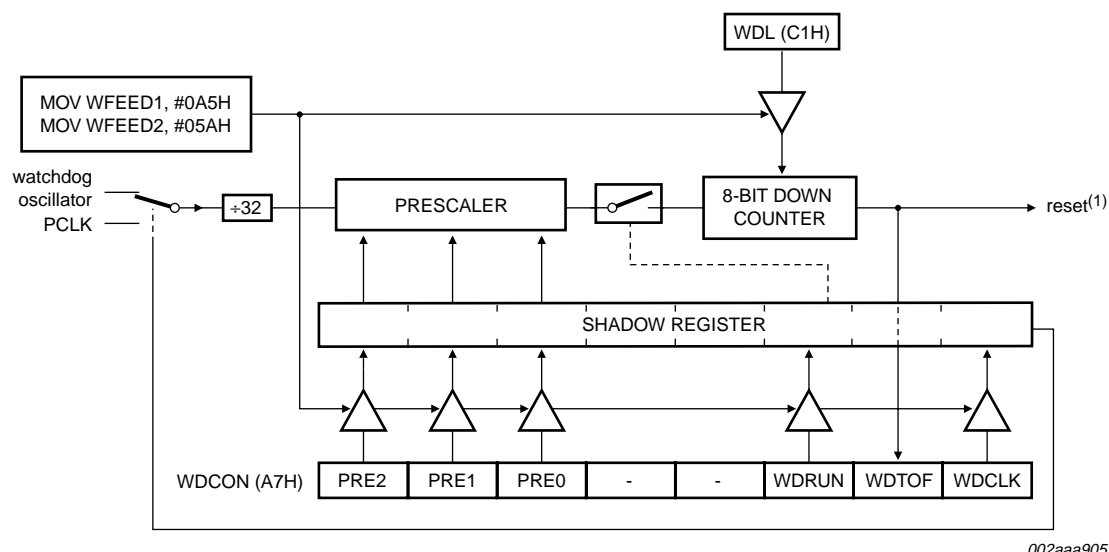 WDL (C1H)
MOV WFEED1, #0A5H
MOV WFEED2, #05AH
watchdog
oscillator
PCLK
÷32
PRESCALER
8-BIT DOWN
COUNTER
reset(1)
SHADOW REGISTER
WDCON (A7H)
PRE2
PRE1
PRE0
-
-
WDRUN
WDTOF
WDCLK
002aaa905